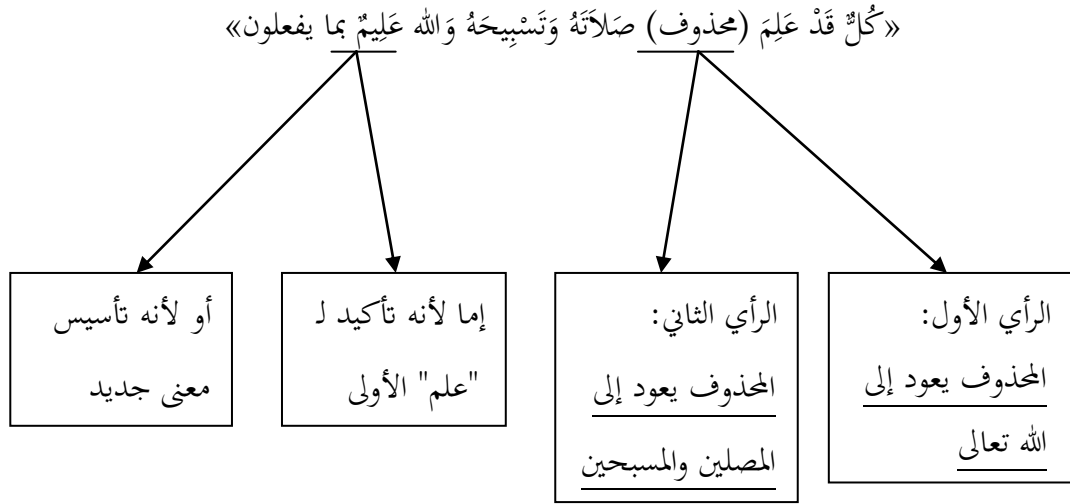 «كُلٌّ قَدْ عَلِمَ (محذوف) صَلاَتَهُ وَتَسْبِيحَهُ وَالله عَلِيمٌ بما يفعلون»
الرأي الأول:
المحذوف يعود إلى
الله تعالى
الرأي الثاني:
المحذوف يعود إلى
المصلين والمسبحين
إما لأنه تأكيد لـ
"علم" الأولى
أو لأنه تأسيس
معنى جديد